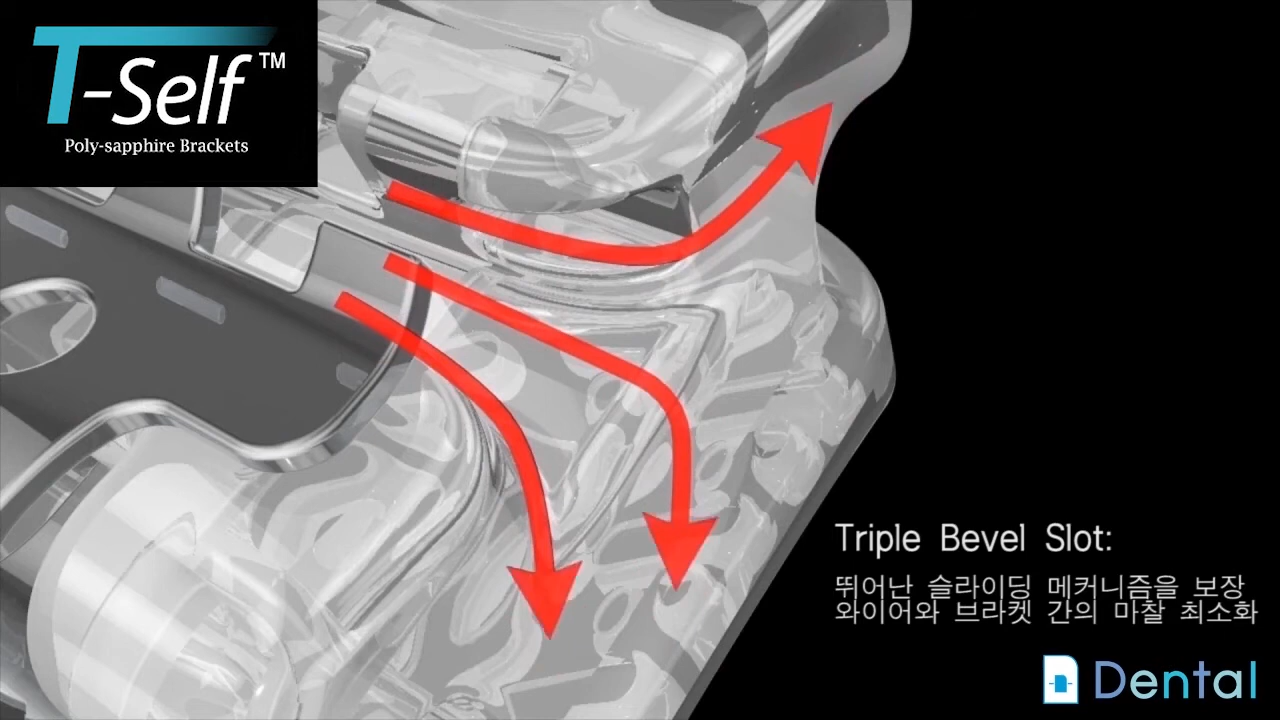 T-Self™
Poly-sapphire Brackets
Triple Bevel Slot:
뛰어난 슬라이딩 메커니즘을 보장
와이어와 브라켓 간의 마찰 최소화
Dental